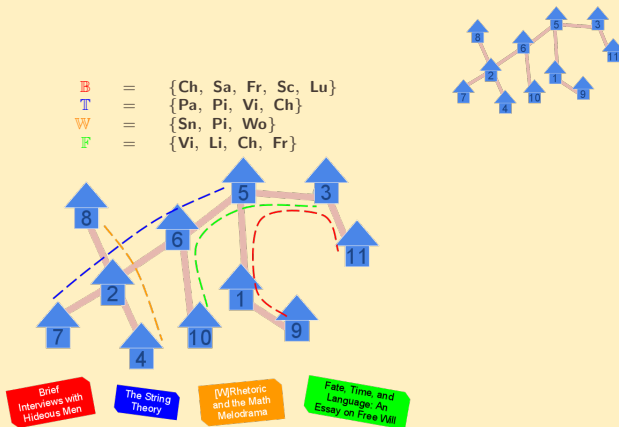 5
3
8
6
11
2
1
7
4
10
9
𝔹 = {Ch, Sa, Fr, Sc, Lu}
𝕋 = {Pa, Pi, Vi, Ch}
𝕎 = {Sn, Pi, Wo}
𝔽 = {Vi, Li, Ch, Fr}
5
3
8
6
11
2
1
7
4
10
9
Brief
Interviews with
Hideous Men
The String
Theory
[W]Rhetoric
and the Math
Melodrama
Fate, Time, and
Language: An
Essay on Free Will